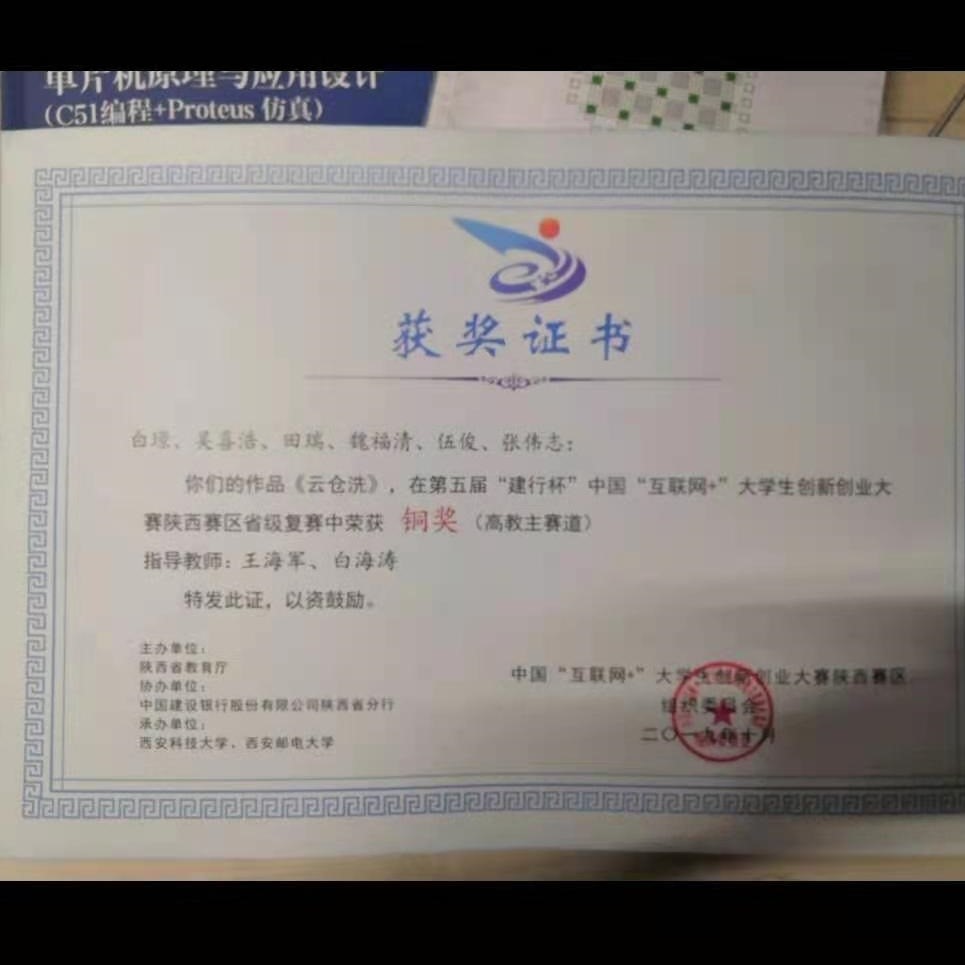 单片机原理与应用设计
(C51编程+Proteus 仿真)
获奖证书
白璟、吴喜浩、田瑞、魏福清、伍俊、张伟志：
你们的作品《云仓洗》，在第五届“建行杯”中国“互联网+”大学生创新创业大
赛陕西赛区省级复赛中荣获 铜奖 （高教主赛道）
指导教师：王海军、白海涛
特发此证，以资鼓励。
主办单位：
陕西省教育厅
协办单位：
中国建设银行股份有限公司陕西省分行
承办单位：
西安科技大学、西安邮电大学
中国“互联网+”大学生创新创业大赛陕西赛区
组织委员会
二〇一九年十月